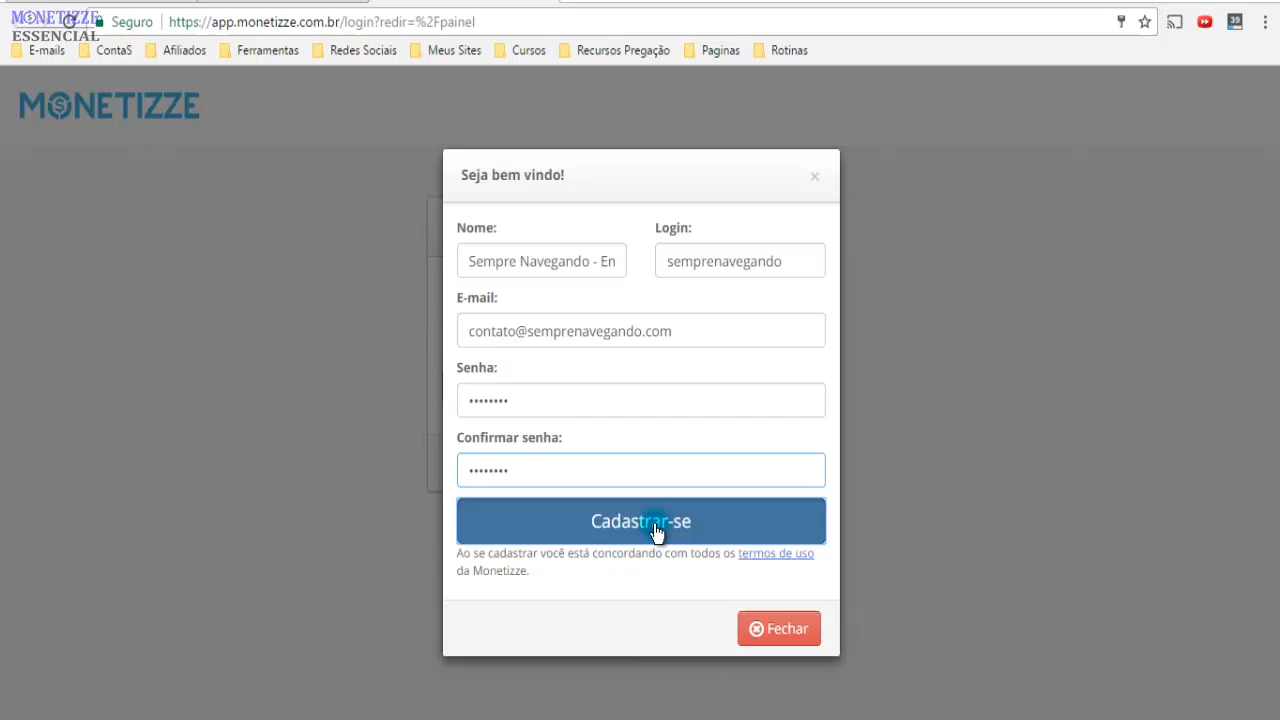 MONETIZZE
ESSENCIAL
Seguro
https://app.monetizze.com.br/login?redir=%2Fpainel
39
E-mails
ContaS
Afiliados
Ferramentas
Redes Sociais
Meus Sites
Cursos
Recursos Pregação
Paginas
Rotinas
MONETIZZE
Seja bem vindo!
×
Nome:
Login:
Sempre Navegando - En
semprenavegando
E-mail:
contato@semprenavegando.com
Senha:
••••••••
Confirmar senha:
••••••••
Cadastrar-se
Ao se cadastrar você está concordando com todos os termos de uso
da Monetizze.
Fechar